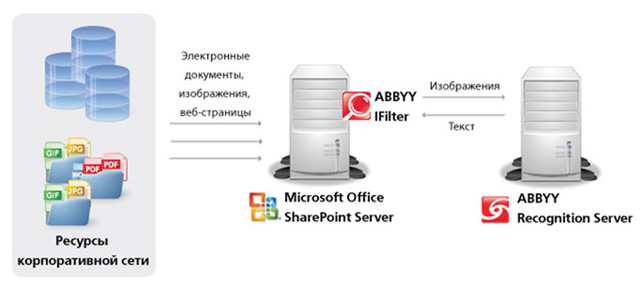 GIF
JPG
PDF
PDF
GIF
JPG
Ресурсы
корпоративной сети
Электронные
документы,
изображения,
веб-страницы
ABBYY
IFilter
Microsoft Office
SharePoint Server
Изображения
Текст
ABBYY
Recognition Server